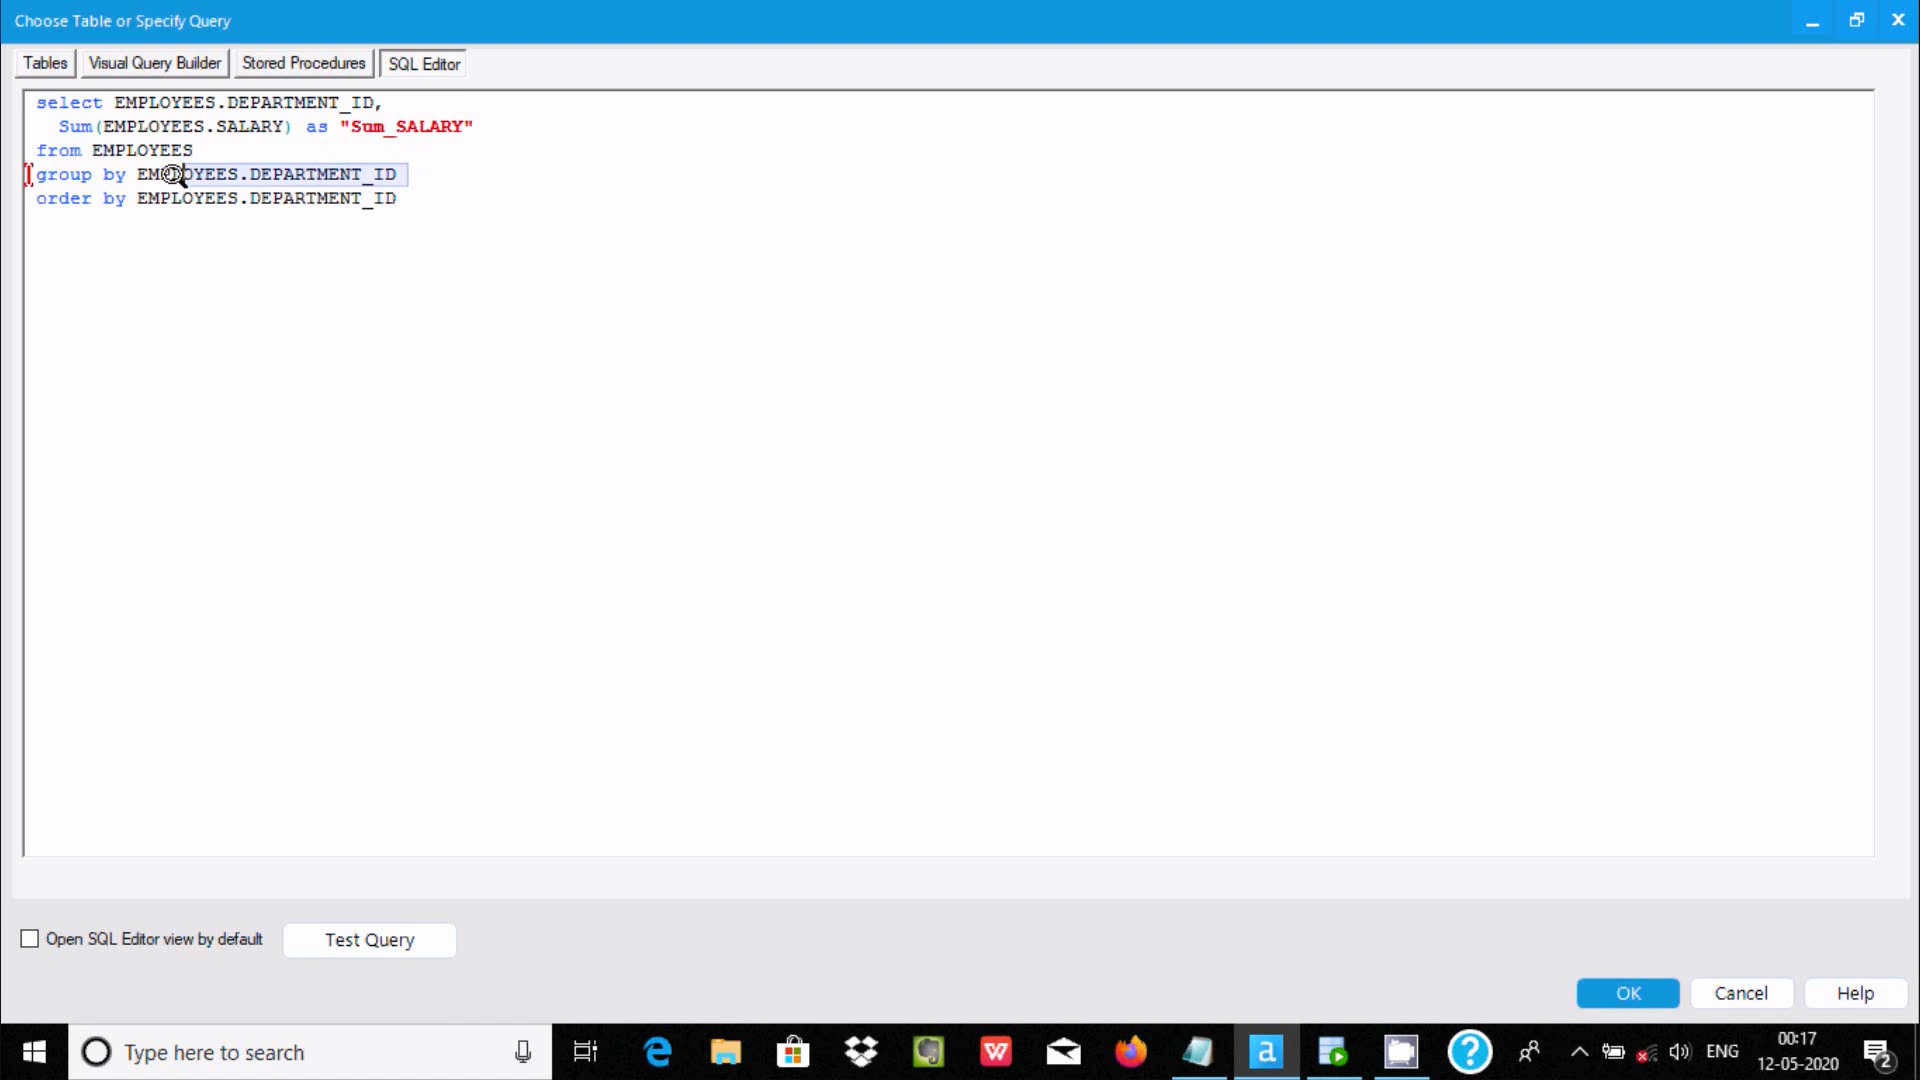 Choose Table or Specify Query
Tables
Visual Query Builder
Stored Procedures
SQL Editor
select EMPLOYEES.DEPARTMENT_ID,
Sum(EMPLOYEES.SALARY) as "Sum_SALARY"
from EMPLOYEES
group by EMPLOYEES.DEPARTMENT_ID
order by EMPLOYEES.DEPARTMENT_ID
Open SQL Editor view by default
Test Query
OK
Cancel
Help
Type here to search
ENG
00:17
12-05-2020
2